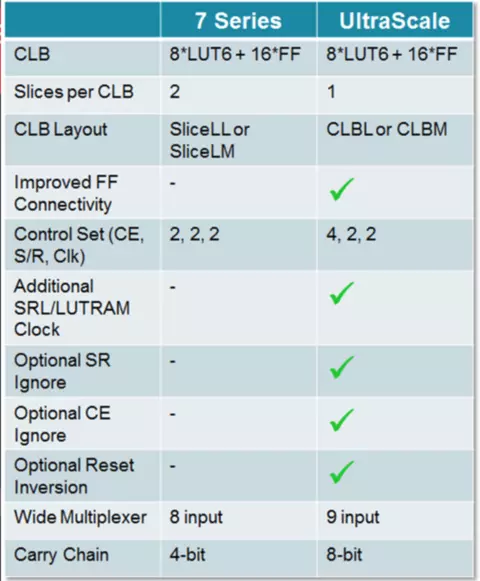 7 Series UltraScale
CLB 8*LUT6 + 16*FF 8*LUT6 + 16*FF
Slices per CLB 2 1
CLB Layout SliceLL or SliceLM CLBL or CLBM
Improved FF Connectivity -  ✓
Control Set (CE, S/R, Clk) 2, 2, 2 4, 2, 2
Additional SRL/LUTRAM Clock - ✓
Optional SR Ignore - ✓
Optional CE Ignore - ✓
Optional Reset Inversion - ✓
Wide Multiplexer 8 input 9 input
Carry Chain 4-bit 8-bit